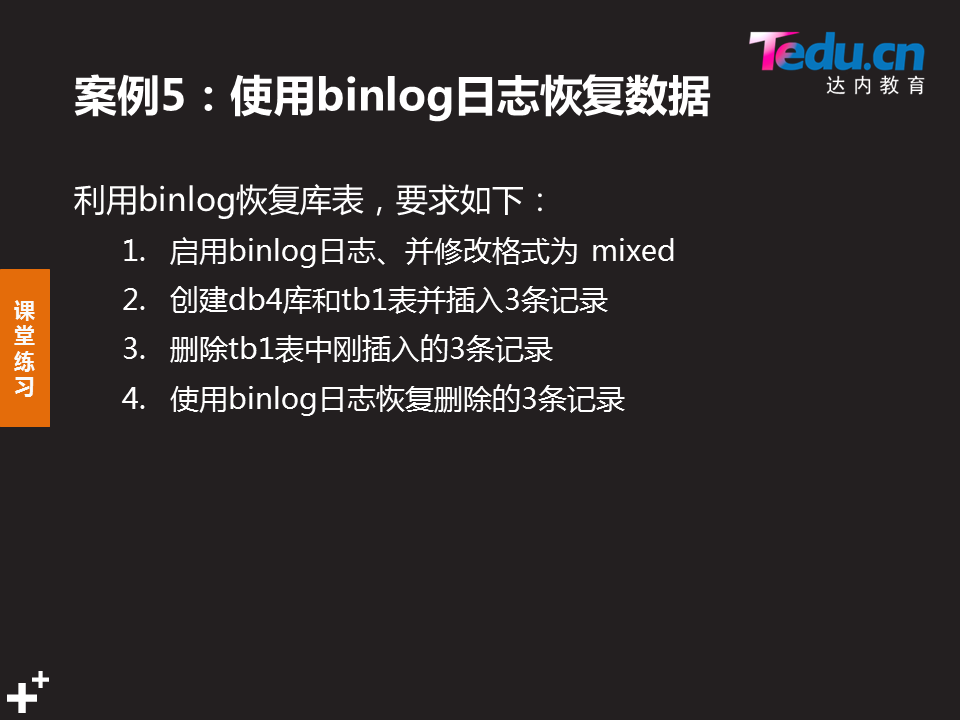 Tedu.cn
达内教育
案例5：使用binlog日志恢复数据
利用binlog恢复库表，要求如下：
1. 启用binlog日志、并修改格式为 mixed
2. 创建db4库和tb1表并插入3条记录
3. 删除tb1表中刚插入的3条记录
4. 使用binlog日志恢复删除的3条记录
课
堂
练
习